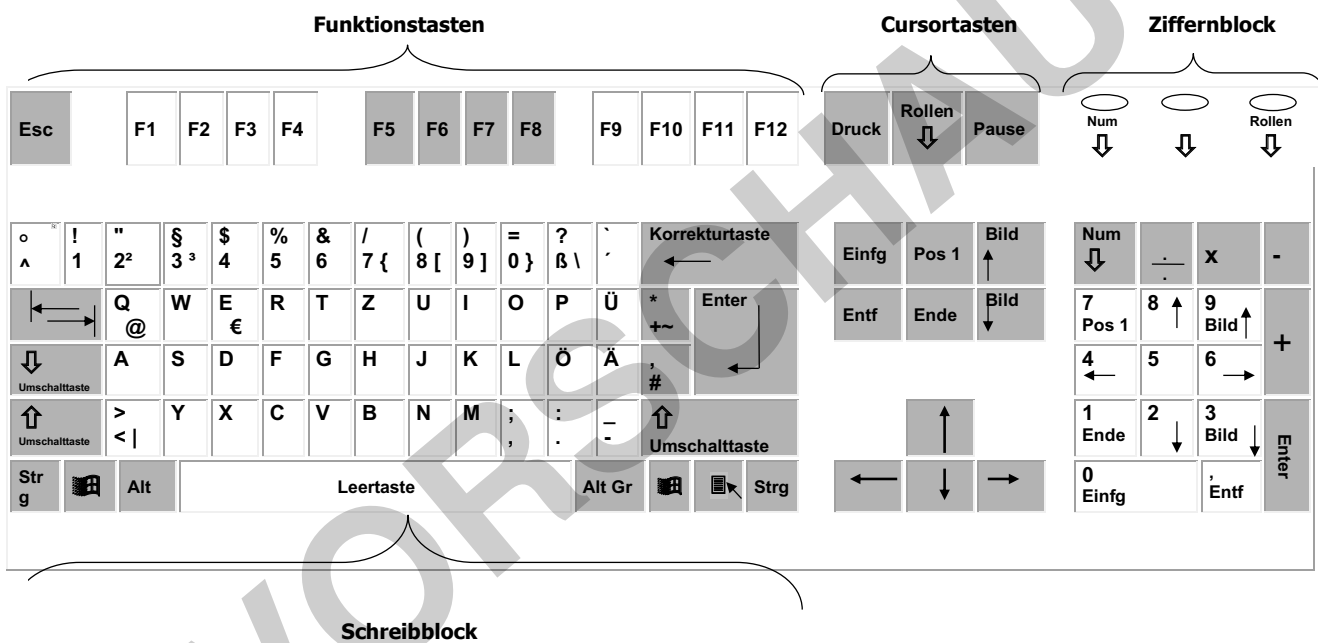 Funktionstasten Cursortasten Ziffernblock
Esc F1 F2 F3 F4 F5 F6 F7 F8 F9 F10 F11 F12 Druck Rollen Pause Num Rollen
° ! " § $ % & / ( ) = ? ` Korrekturtaste
^ 1 2² 3 ³ 4 5 6 7 { 8 [ 9 ] 0 } ß \ ´
Einfg Pos 1 Bild Num . . x -
Q W E R T Z U I O P Ü * Enter
@ € +~
Entf Ende Bild 7 8 9 +
Pos 1 Bild
A S D F G H J K L Ö Ä ,
Umschalttaste #
4 5 6
> Y X C V B N M ; : _
Umschalttaste < | , . - Umschalttaste
1 2 3 Enter
Ende Bild
Str
g Alt Leertaste Alt Gr Strg
0 ,
Einfg Entf
Schreibblock
VORSCHAU